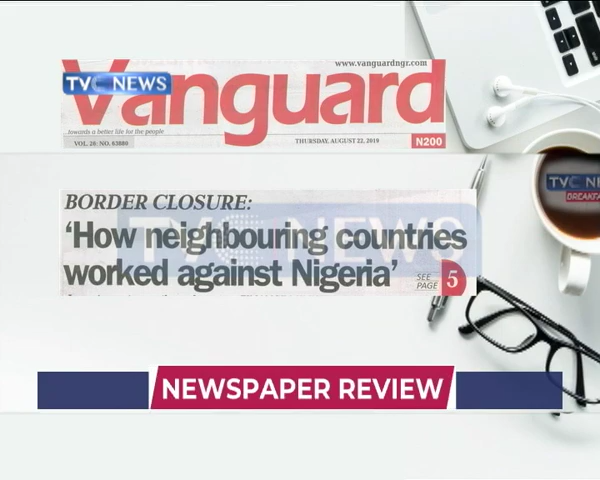 www.vanguardngr.com
TVC NEWS
Vanguard
...towards a better life for the people
VOL. 28: NO. 63880
THURSDAY, AUGUST 22, 2019
N200
BORDER CLOSURE:
TVC NEWS
'How neighbouring countries
worked against Nigeria'
SEE
PAGE 5
TVC NE
BREAKFA
NEWSPAPER REVIEW